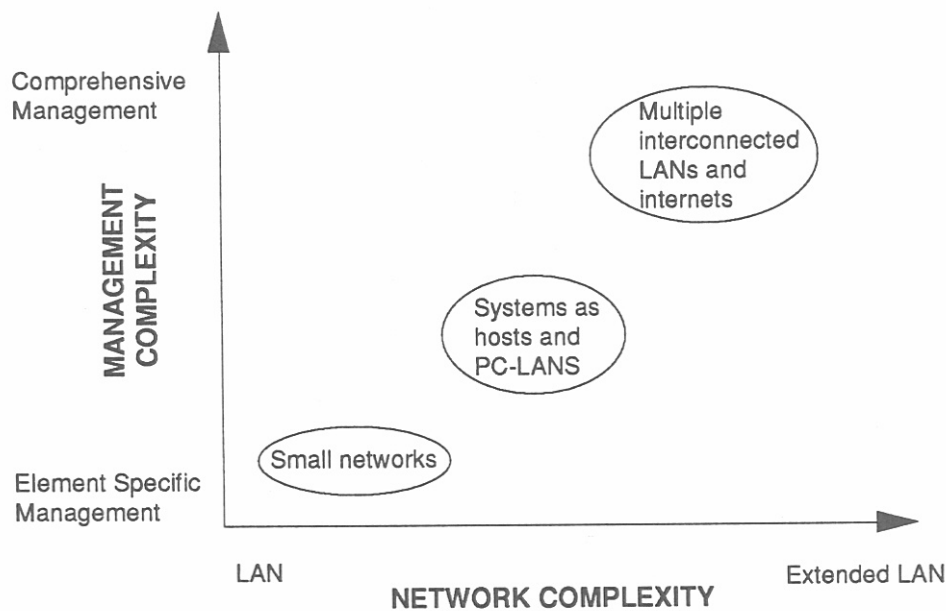 Comprehensive
Management
Multiple
interconnected
LANs and
internets
MANAGEMENT
COMPLEXITY
Systems as
hosts and
PC-LANS
Small networks
Element Specific
Management
LAN
Extended LAN
NETWORK COMPLEXITY